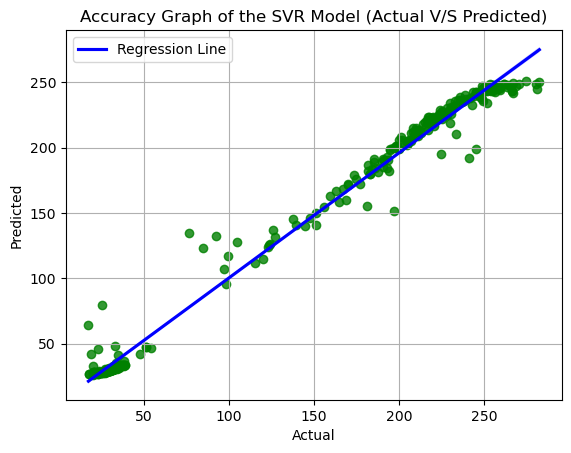 Accuracy Graph of the SVR Model (Actual V/S Predicted)
Regression Line
250
200
150
100
50
Predicted
50 100 150 200 250
Actual